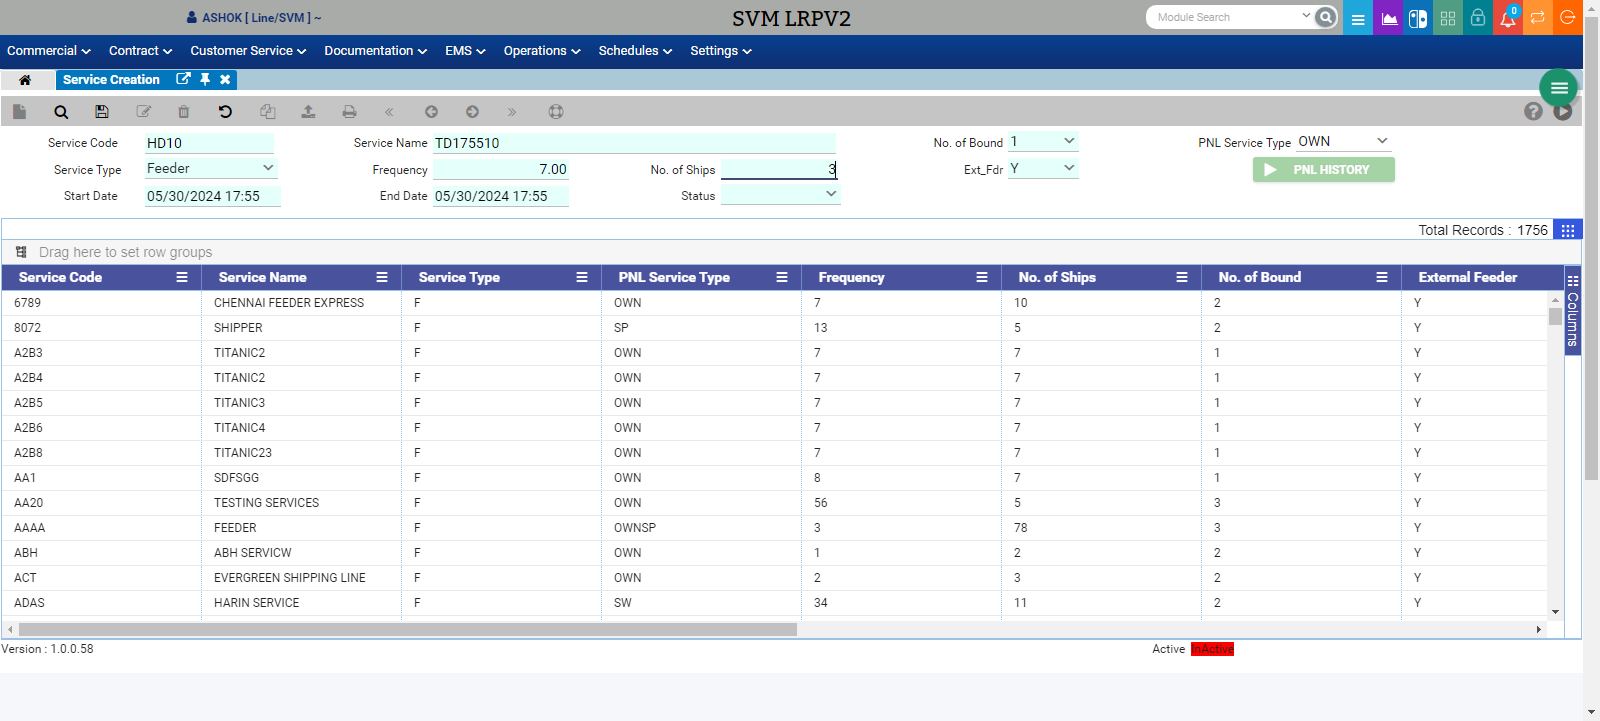 ASHOK [ Line/SVM ] ~
SVM LRPV2
Module Search
0
Commercial Contract Customer Service Documentation EMS Operations Schedules Settings
Service Creation
Service Code HD10 Service Name TD175510 No. of Bound 1 PNL Service Type OWN
Service Type Feeder Frequency 7.00 No. of Ships 3 Ext_Fdr Y PNL HISTORY
Start Date 05/30/2024 17:55 End Date 05/30/2024 17:55 Status
Total Records : 1756
Drag here to set row groups
Service Code Service Name Service Type PNL Service Type Frequency No. of Ships No. of Bound External Feeder
Columns
6789 CHENNAI FEEDER EXPRESS F OWN 7 10 2 Y
8072 SHIPPER F SP 13 5 2 Y
A2B3 TITANIC2 F OWN 7 7 1 Y
A2B4 TITANIC2 F OWN 7 7 1 Y
A2B5 TITANIC3 F OWN 7 7 1 Y
A2B6 TITANIC4 F OWN 7 7 1 Y
A2B8 TITANIC23 F OWN 7 7 1 Y
AA1 SDFSGG F OWN 8 7 1 Y
AA20 TESTING SERVICES F OWN 56 5 3 Y
AAAA FEEDER F OWNSP 3 78 3 Y
ABH ABH SERVICW F OWN 1 2 2 Y
ACT EVERGREEN SHIPPING LINE F OWN 2 3 2 Y
ADAS HARIN SERVICE F SW 34 11 2 Y
Version : 1.0.0.58
Active InActive